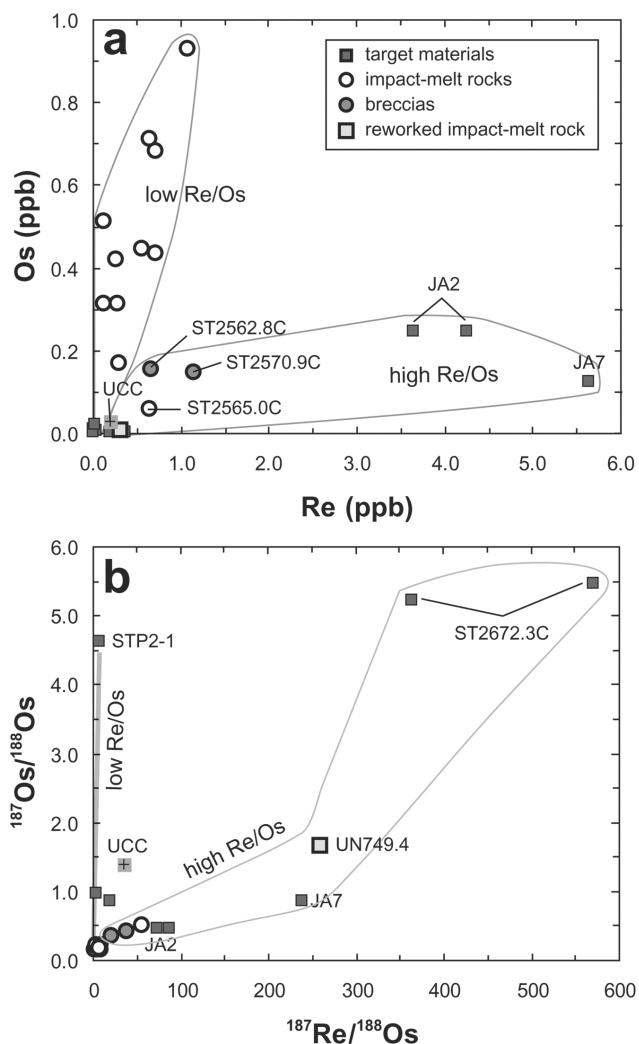 a
target materials
impact-melt rocks
breccias
reworked impact-melt rock
1.0
0.8
0.6
0.4
0.2
0.0
Os (ppb)
low Re/Os
JA2
ST2562.8C
ST2570.9C
JA7
UCC
high Re/Os
ST2565.0C
0.0 1.0 3.0 4.0 5.0 6.0
Re (ppb)
b
6.0
5.0
4.0
3.0
2.0
1.0
0.0
187Os/188Os
ST2672.3C
STP2-1
low Re/Os
UCC
high Re/Os
UN749.4
JA7
JA2
0 100 200 300 400 500 600
187Re/188Os